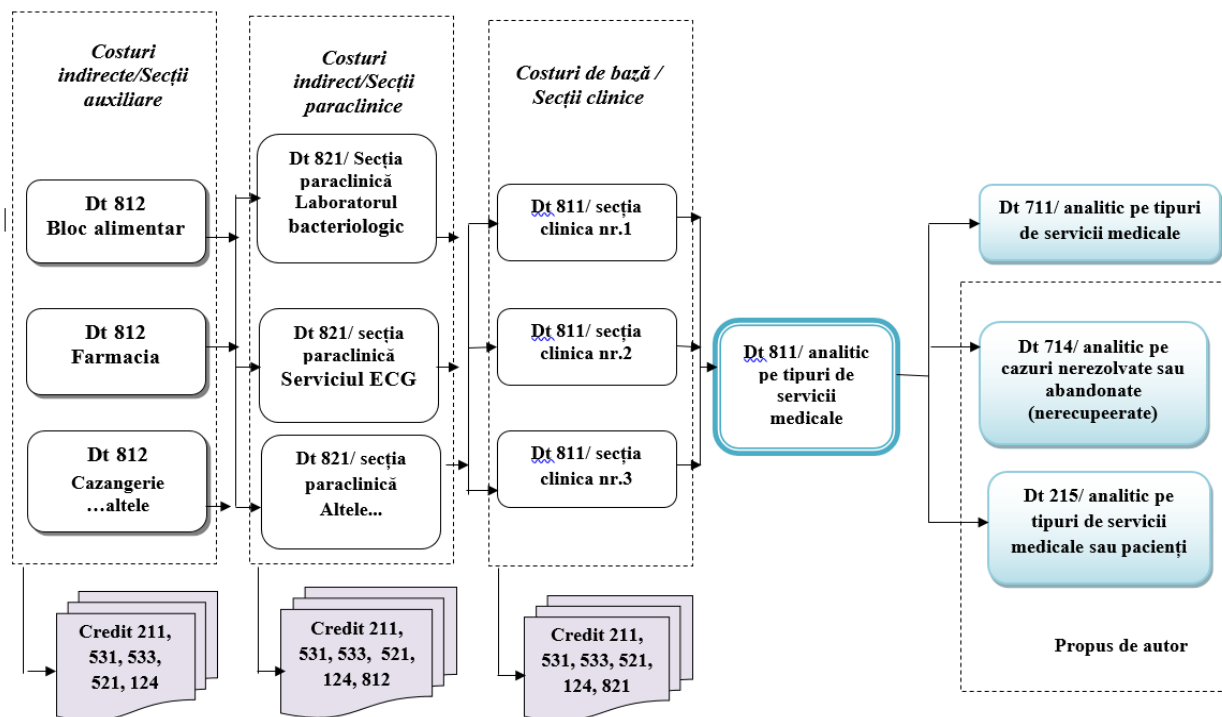 Costuri
indirecte/Secții
auxiliare
Dt 812
Bloc alimentar
Dt 812
Farmacia
Dt 812
Cazangerie
…altele
Credit 211,
531, 533,
521, 124
Costuri
indirect/Secții
paraclinice
Dt 821/ Secția
paraclinică
Laboratorul
bacteriologic
Dt 821/ secția
paraclinică
Serviciul ECG
Dt 821/ secția
paraclinică
Altele...
Credit 211,
531, 533, 521,
124, 812
Costuri de bază /
Secții clinice
Dt 811/ secția
clinica nr.1
Dt 811/ secția
clinica nr.2
Dt 811/ secția
clinica nr.3
Credit 211,
531, 533, 521,
124, 821
Dt 811/ analitic
pe tipuri de
servicii
medicale
Dt 711/ analitic pe tipuri
de servicii medicale
Dt 714/ analitic pe
cazuri nerezolvate sau
abandonate
(nerecupeerate)
Dt 215/ analitic pe
tipuri de servicii
medicale sau pacienți
Propus de autor